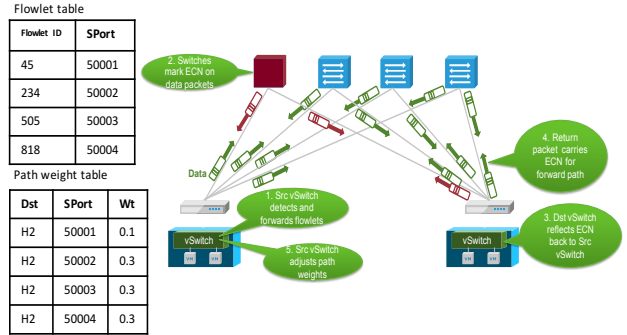 Flowlet table
Flowlet ID SPort
45 50001
234 50002
505 50003
818 50004
Path weight table
Dst SPort Wt
H2 50001 0.1
H2 50002 0.3
H2 50003 0.3
H2 50004 0.3
2. Switches
mark ECN on
data packets
Data
1. Src vSwitch
detects and
forwards flowlets
vSwitch
VM VM
5. Src vSwitch
adjusts path
weights
4. Return
packet carries
ECN for
forward path
3. Dst vSwitch
reflects ECN
back to Src
vSwitch
vSwitch
VM VM